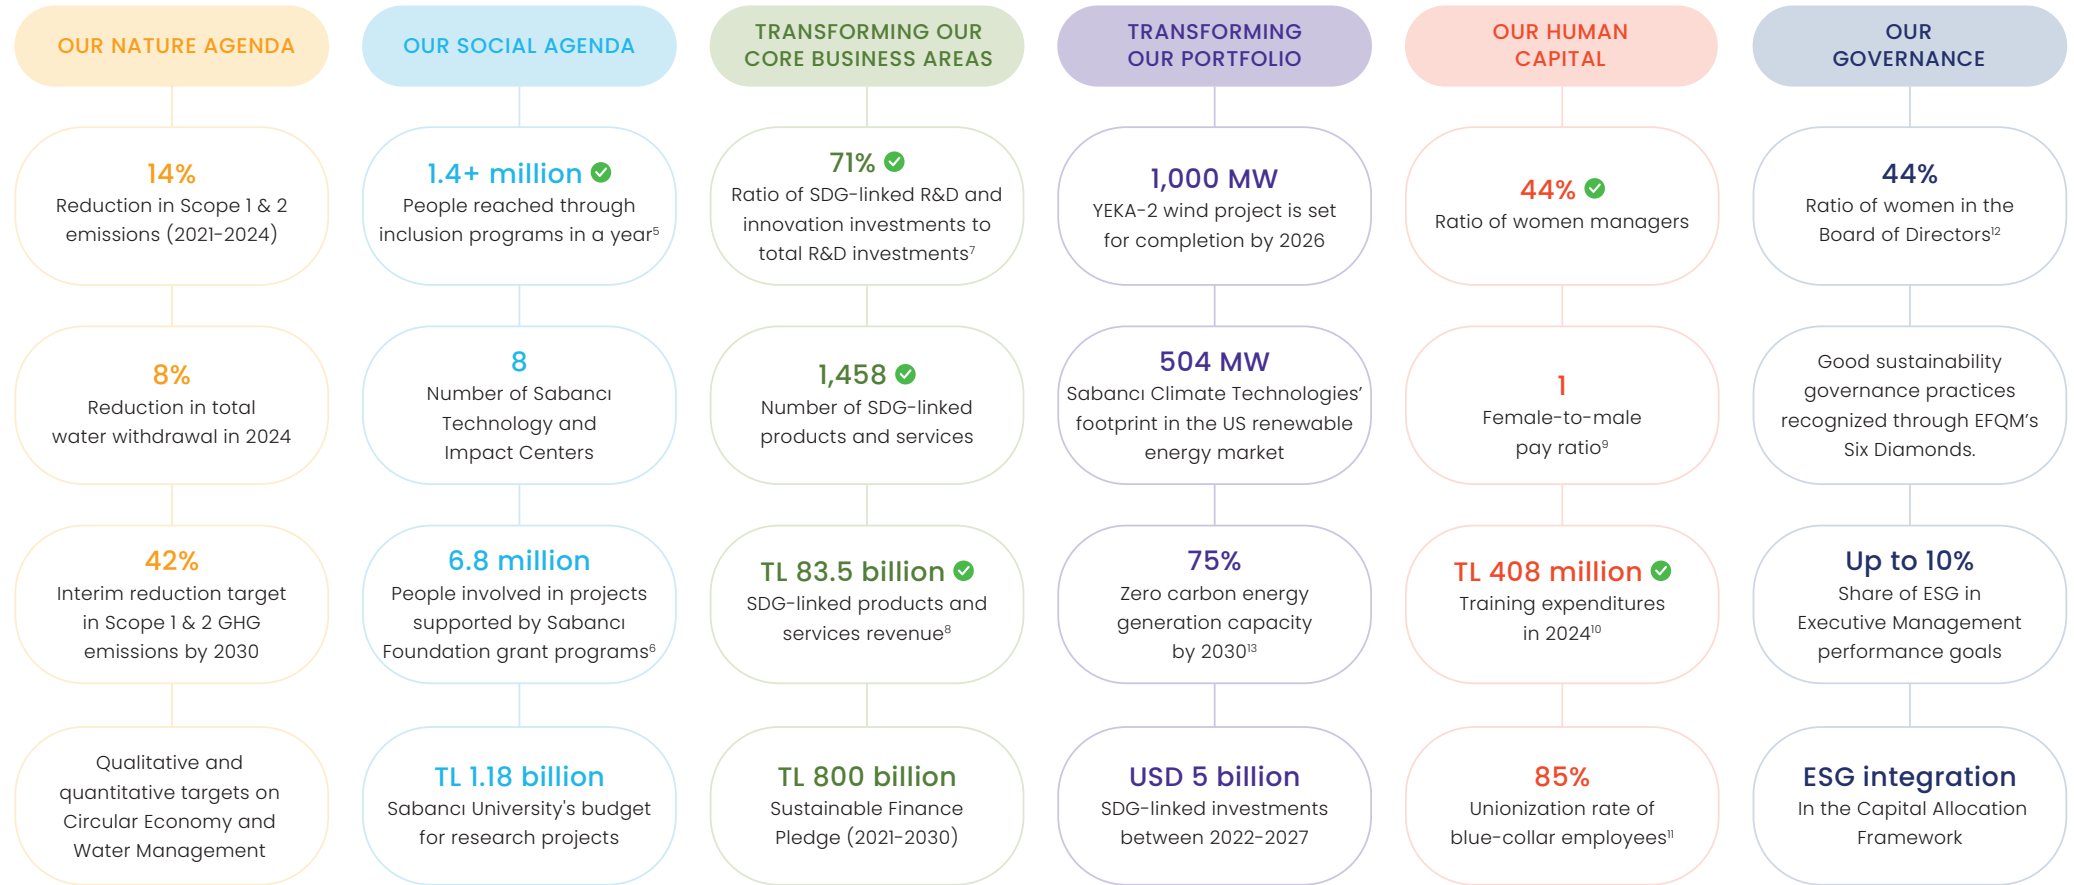 OUR NATURE AGENDA
14%
Reduction in Scope 1 & 2
emissions (2021-2024)
8%
Reduction in total
water withdrawal in 2024
42%
Interim reduction target
in Scope 1 & 2 GHG
emissions by 2030
Qualitative and
quantitative targets on
Circular Economy and
Water Management
OUR SOCIAL AGENDA
1.4+ million
People reached through
inclusion programs in a year⁵
8
Number of Sabancı
Technology and
Impact Centers
6.8 million
People involved in projects
supported by Sabancı
Foundation grant programs⁶
TL 1.18 billion
Sabancı University's budget
for research projects
TRANSFORMING OUR
CORE BUSINESS AREAS
71%
Ratio of SDG-linked R&D and
innovation investments to
total R&D investments⁷
1,458
Number of SDG-linked
products and services
TL 83.5 billion
SDG-linked products and
services revenue⁸
TL 800 billion
Sustainable Finance
Pledge (2021-2030)
TRANSFORMING
OUR PORTFOLIO
1,000 MW
YEKA-2 wind project is set
for completion by 2026
504 MW
Sabancı Climate Technologies’
footprint in the US renewable
energy market
75%
Zero carbon energy
generation capacity
by 2030¹³
USD 5 billion
SDG-linked investments
between 2022-2027
OUR HUMAN
CAPITAL
44%
Ratio of women managers
1
Female-to-male
pay ratio⁹
TL 408 million
Training expenditures
in 2024¹⁰
85%
Unionization rate of
blue-collar employees¹¹
OUR
GOVERNANCE
44%
Ratio of women in the
Board of Directors¹²
Good sustainability
governance practices
recognized through EFQM’s
Six Diamonds.
Up to 10%
Share of ESG in
Executive Management
performance goals
ESG integration
In the Capital Allocation
Framework